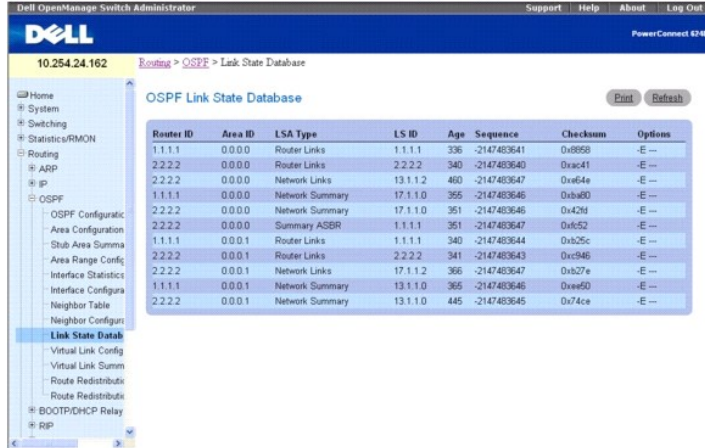 Dell OpenManage Switch Administrator Support Help About Log Out
DELL
PowerConnect 624
10.254.24.162
Routing > OSPF > Link State Database
Home
System
Switching
Statistics/RMON
Routing
ARP
IP
OSPF
OSPF Configuratic
Area Configuration
Stub Area Summa
Area Range Config
Interface Statistics
Interface Configura
Neighbor Table
Neighbor Configura
Link State Datab
Virtual Link Config
Virtual Link Summ
Route Redistributic
Route Redistributic
BOOTP/DHCP Relay
RIP
OSPF Link State Database
Print Refresh
Router ID Area ID LSA Type LS ID Age Sequence Checksum Options
1.1.1.1 0.0.0.0 Router Links 1.1.1.1 336 -2147483641 0x8858 -E ---
2.2.2.2 0.0.0.0 Router Links 2.2.2.2 340 -2147483640 0xac41 -E ---
2.2.2.2 0.0.0.0 Network Links 13.1.1.2 460 -2147483647 0xe64e -E ---
1.1.1.1 0.0.0.0 Network Summary 17.1.1.0 355 -2147483646 0xba80 -E ---
2.2.2.2 0.0.0.0 Network Summary 17.1.1.0 351 -2147483646 0x42fd -E ---
2.2.2.2 0.0.0.0 Summary ASBR 1.1.1.1 351 -2147483647 0xfc52 -E ---
1.1.1.1 0.0.0.1 Router Links 1.1.1.1 340 -2147483644 0xb25c -E ---
2.2.2.2 0.0.0.1 Router Links 2.2.2.2 341 -2147483643 0xc946 -E ---
2.2.2.2 0.0.0.1 Network Links 17.1.1.2 366 -2147483647 0xb27e -E ---
1.1.1.1 0.0.0.1 Network Summary 13.1.1.0 365 -2147483646 0xee50 -E ---
2.2.2.2 0.0.0.1 Network Summary 13.1.1.0 445 -2147483645 0x74ce -E ---